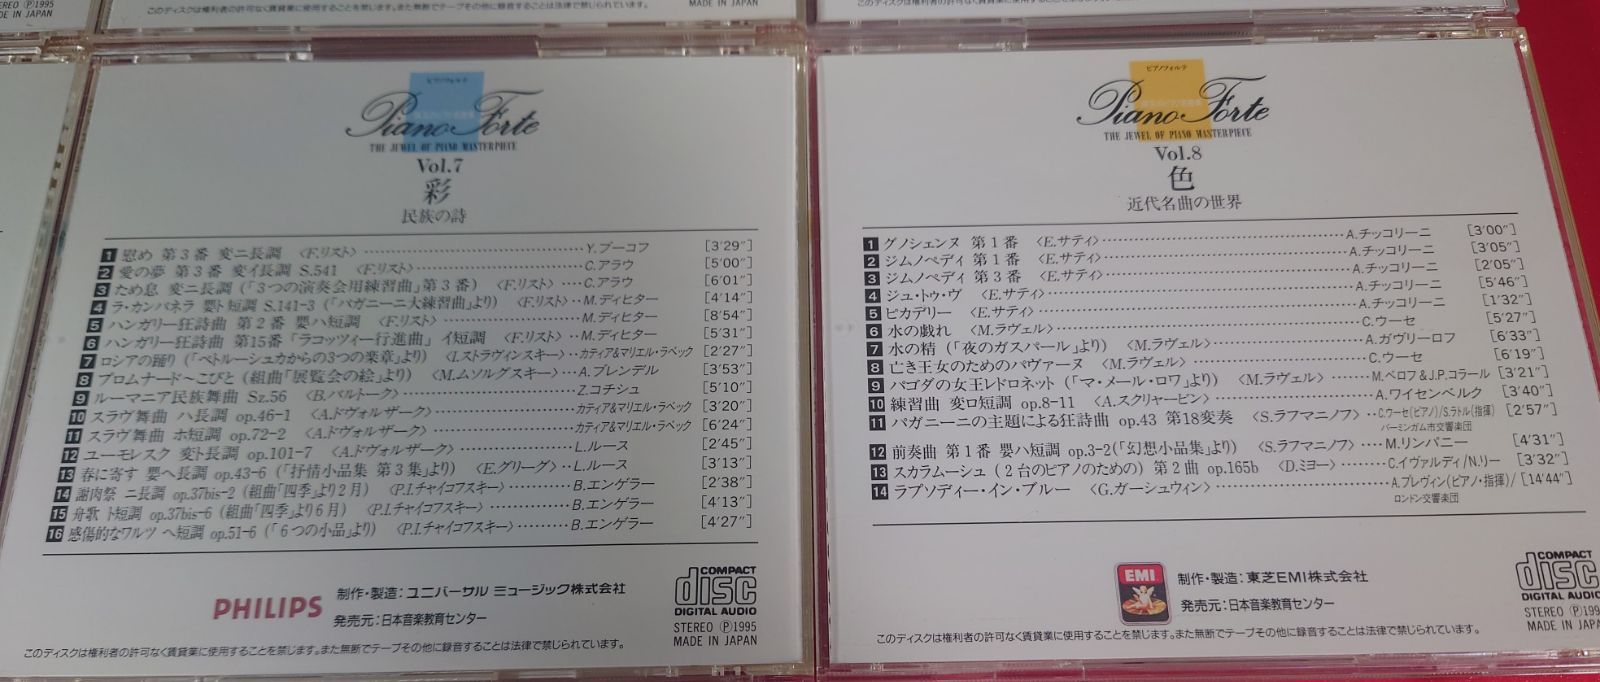 STEREO Ⓟ1995
MADE IN JAPAN
このディスクは権利者の許可なく賃貸業に使用することを禁じます。また無断でテープその他に録音することは法律で禁じられています。
MADE IN JAPAN
このディスクは権利者の許可なく賃貸業に使用すること
ピアノフォルテ
Piano Forte
THE JEWEL OF PIANO MASTERPIECE
Vol.7
彩
民族の詩
1 慰め 第3番 変ニ長調 〈F.リスト〉 Y.ブーコフ [3'29"]
2 愛の夢 第3番 変イ長調 S.541 〈F.リスト〉 C.アラウ [5'00"]
3 ため息 変ニ長調(「3つの演奏会用練習曲」第3番) 〈F.リスト〉 C.アラウ [6'01"]
4 ラ・カンパネラ 嬰ト短調 S.141-3(「パガニーニ大練習曲」より) 〈F.リスト〉 M.ディヒター [4'14"]
5 ハンガリー狂詩曲 第2番 嬰ハ短調 〈F.リスト〉 M.ディヒター [8'54"]
6 ハンガリー狂詩曲 第15番「ラコッツィー行進曲」イ短調 〈F.リスト〉 M.ディヒター [5'31"]
7 ロシアの踊り(「ペトルーシュカからの3つの楽章」より) 〈I.ストラヴィンスキー〉 カティア&マリエル・ラベック [2'27"]
8 プロムナード〜こびと(組曲「展覧会の絵」より) 〈M.ムソルグスキー〉 A.ブレンデル [3'53"]
9 ルーマニア民族舞曲 Sz.56 〈B.バルトーク〉 Z.コチシュ [5'10"]
10 スラヴ舞曲 ハ長調 op.46-1 〈A.ドヴォルザーク〉 カティア&マリエル・ラベック [3'20"]
11 スラヴ舞曲 ホ短調 op.72-2 〈A.ドヴォルザーク〉 カティア&マリエル・ラベック [6'24"]
12 ユーモレスク 変ト長調 op.101-7 〈A.ドヴォルザーク〉 L.ルース [2'45"]
13 春に寄す 嬰ヘ長調 op.43-6(「抒情小品集 第3集」より) 〈E.グリーグ〉 L.ルース [3'13"]
14 謝肉祭 ニ長調 op.37bis-2(組曲「四季」より2月) 〈P.I.チャイコフスキー〉 B.エンゲラー [2'38"]
15 舟歌 ト短調 op.37bis-6(組曲「四季」より6月) 〈P.I.チャイコフスキー〉 B.エンゲラー [4'13"]
16 感傷的なワルツ ヘ短調 op.51-6(「6つの小品」より) 〈P.I.チャイコフスキー〉 B.エンゲラー [4'27"]
PHILIPS
制作・製造：ユニバーサル ミュージック株式会社
発売元：日本音楽教育センター
COMPACT
disc
DIGITAL AUDIO
STEREO Ⓟ1995
MADE IN JAPAN
このディスクは権利者の許可なく賃貸業に使用することを禁じます。また無断でテープその他に録音することは法律で禁じられています。
ピアノフォルテ
Piano Forte
THE JEWEL OF PIANO MASTERPIECE
Vol.8
色
近代名曲の世界
1 グノシェンヌ 第1番 〈E.サティ〉 A.チッコリーニ [3'00"]
2 ジムノペディ 第1番 〈E.サティ〉 A.チッコリーニ [3'05"]
3 ジムノペディ 第3番 〈E.サティ〉 A.チッコリーニ [2'05"]
4 ジュ・トゥ・ヴ 〈E.サティ〉 A.チッコリーニ [5'46"]
5 ピカデリー 〈E.サティ〉 A.チッコリーニ [1'32"]
6 水の戯れ 〈M.ラヴェル〉 C.ウーセ [5'27"]
7 水の精(「夜のガスパール」より) 〈M.ラヴェル〉 A.ガヴリーロフ [6'33"]
8 亡き王女のためのパヴァーヌ 〈M.ラヴェル〉 C.ウーセ [6'19"]
9 パゴダの女王レドロネット(「マ・メール・ロワ」より) 〈M.ラヴェル〉 M.ベロフ&J.P.コラール [3'21"]
10 練習曲 変ロ短調 op.8-11 〈A.スクリャービン〉 A.ワイセンベルク [3'40"]
11 パガニーニの主題による狂詩曲 op.43 第18変奏 〈S.ラフマニノフ〉 C.ウーセ(ピアノ)/S.ラトル(指揮) [2'57"]
バーミンガム市交響楽団
12 前奏曲 第1番 嬰ハ短調 op.3-2(「幻想小品集」より) 〈S.ラフマニノフ〉 M.リンパニー [4'31"]
13 スカラムーシュ(2台のピアノのための) 第2曲 op.165b 〈D.ミヨー〉 C.イヴァルディ/N.リー [3'32"]
14 ラプソディー・イン・ブルー 〈G.ガーシュウィン〉 A.プレヴィン(ピアノ・指揮)/ [14'44"]
ロンドン交響楽団
EMI
制作・製造：東芝EMI株式会社
発売元：日本音楽教育センター
COMPACT
disc
DIGITAL AUDIO
STEREO Ⓟ1995
MADE IN JAPAN
このディスクは権利者の許可なく賃貸業に使用することを禁じます。また無断でテープその他に録音することは法律で禁じられています。